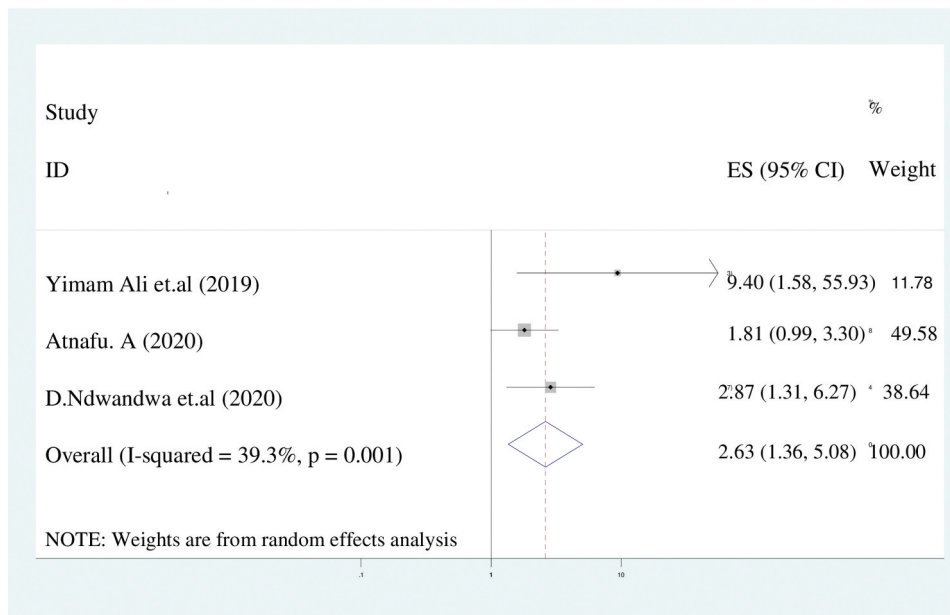 Study %
ID ES (95% CI) Weight
Yimam Ali et.al (2019) 9.40 (1.58, 55.93) 11.78
Atnafu. A (2020) 1.81 (0.99, 3.30) 49.58
D.Ndwandwa et.al (2020) 2.87 (1.31, 6.27) 38.64
Overall (I-squared = 39.3%, p = 0.001) 2.63 (1.36, 5.08) 100.00
NOTE: Weights are from random effects analysis
.1 1 10